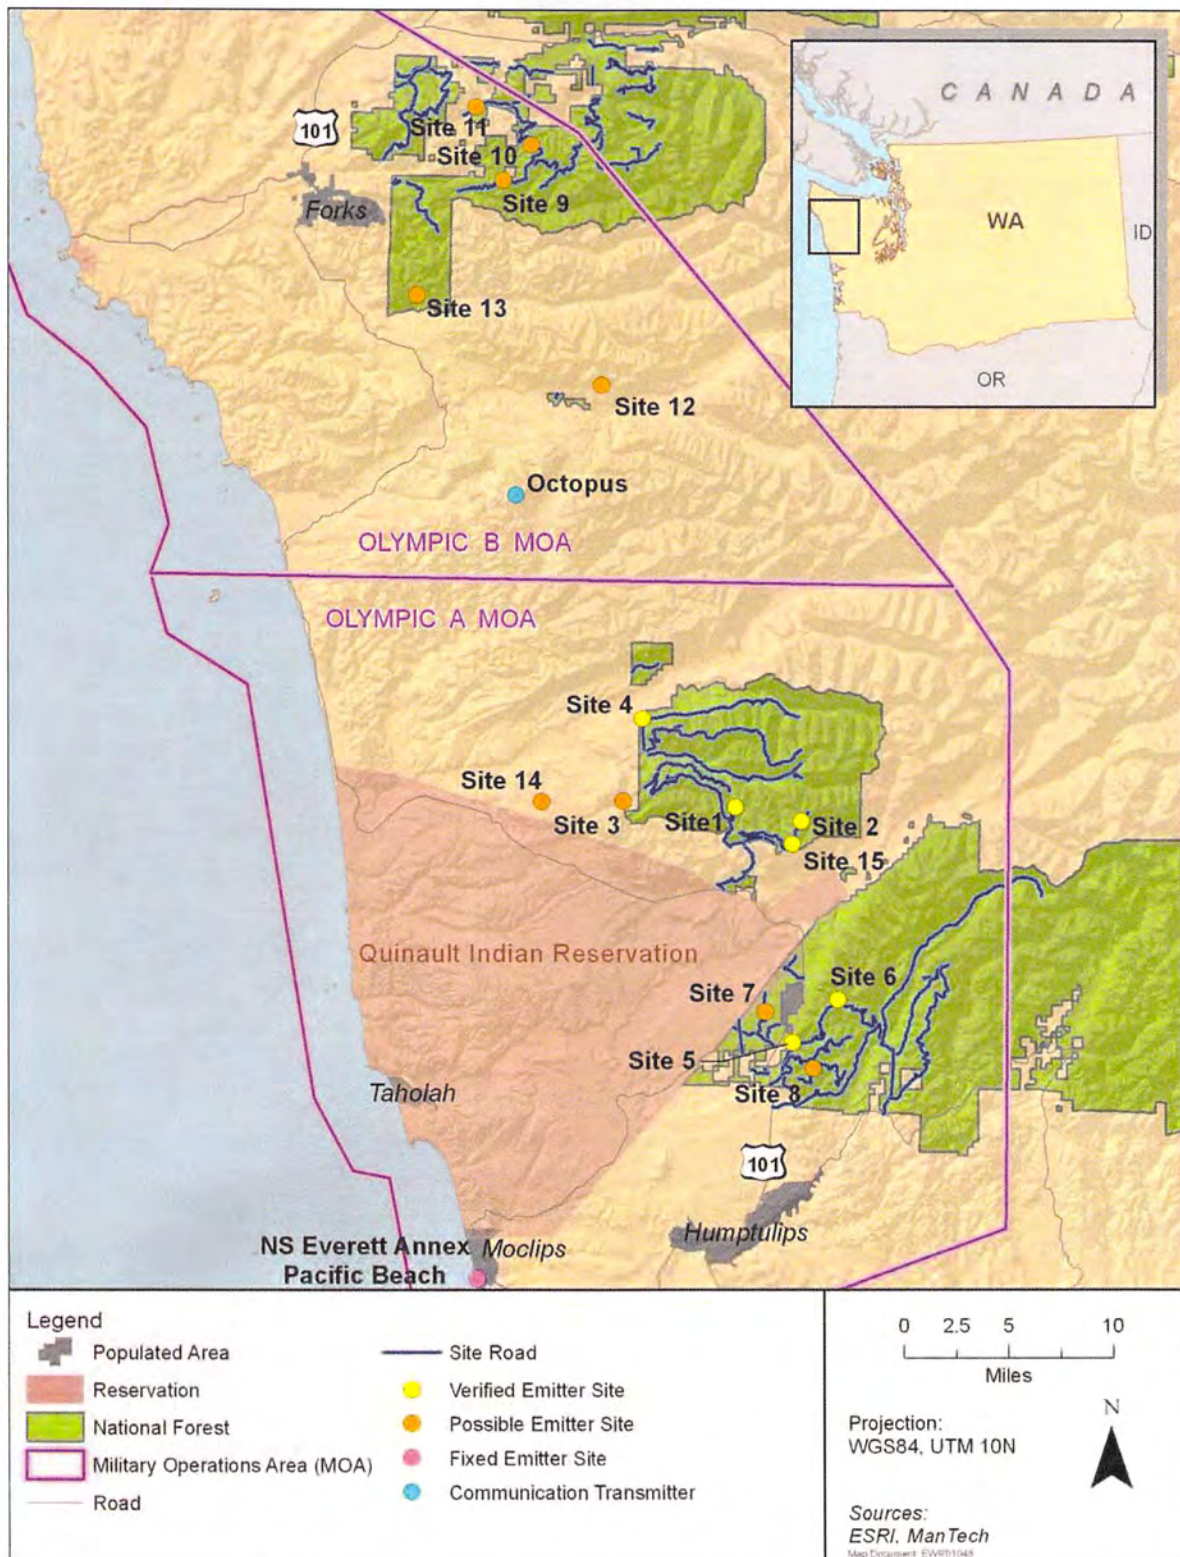 CANADA
WA
ID
OR
101
Site 11
Site 10
Site 9
Forks
Site 13
Site 12
Octopus
OLYMPIC B MOA
OLYMPIC A MOA
Site 4
Site 14
Site 3
Site1
Site 2
Site 15
Quinault Indian Reservation
Site 6
Site 7
Site 5
Site 8
Taholah
101
Humptulips
NS Everett Annex
Pacific Beach
Moclips
Legend
Populated Area
Reservation
National Forest
Military Operations Area (MOA)
Road
Site Road
Verified Emitter Site
Possible Emitter Site
Fixed Emitter Site
Communication Transmitter
0 2.5 5 10
Miles
N
Projection:
WGS84, UTM 10N
Sources:
ESRI, ManTech
Map Document: EWR01048